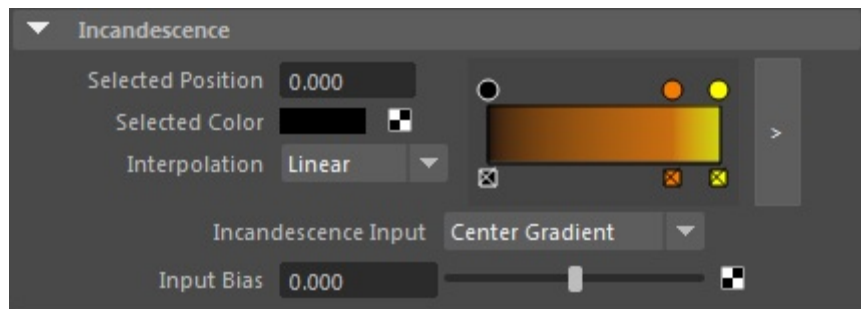 Incandescence
Selected Position 0.000
Selected Color
Interpolation Linear
>
Incandescence Input Center Gradient
Input Bias 0.000